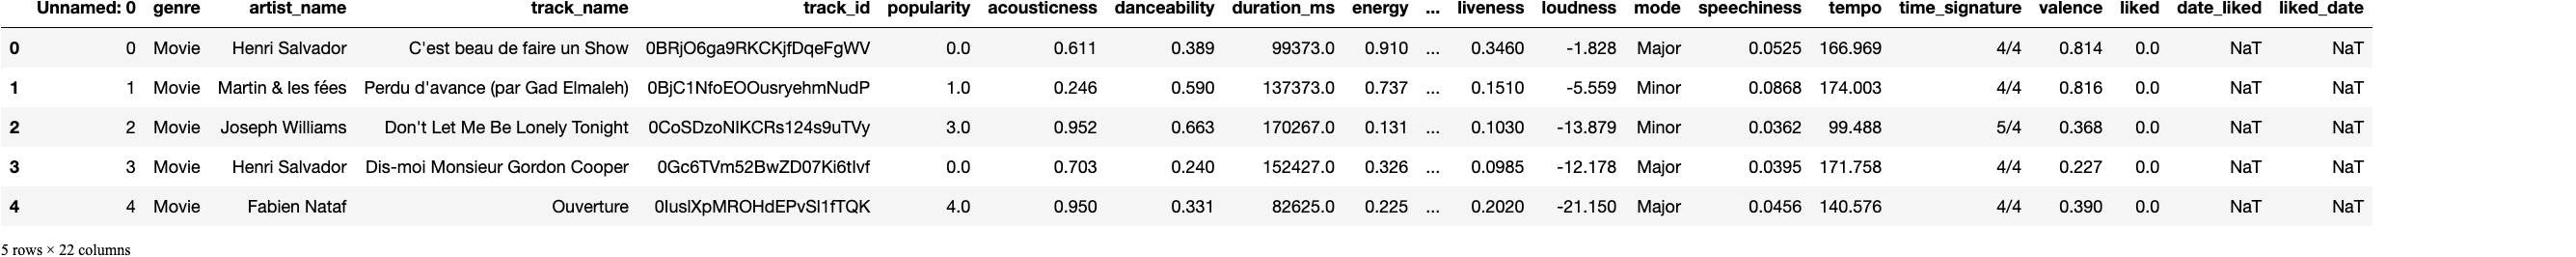 Unnamed: 0 genre artist_name track_name track_id popularity acousticness danceability duration_ms energy ... liveness loudness mode speechiness tempo time_signature valence liked date_liked liked_date
0 0 Movie Henri Salvador C'est beau de faire un Show 0BRjO6ga9RKCKjfDqeFgWV 0.0 0.611 0.389 99373.0 0.910 ... 0.3460 -1.828 Major 0.0525 166.969 4/4 0.814 0.0 NaT NaT
1 1 Movie Martin & les fées Perdu d'avance (par Gad Elmaleh) 0BjC1NfoEOOusryehmNudP 1.0 0.246 0.590 137373.0 0.737 ... 0.1510 -5.559 Minor 0.0868 174.003 4/4 0.816 0.0 NaT NaT
2 2 Movie Joseph Williams Don't Let Me Be Lonely Tonight 0CoSDzoNIKCRs124s9uTVy 3.0 0.952 0.663 170267.0 0.131 ... 0.1030 -13.879 Minor 0.0362 99.488 5/4 0.368 0.0 NaT NaT
3 3 Movie Henri Salvador Dis-moi Monsieur Gordon Cooper 0Gc6TVm52BwZD07Ki6tIvf 0.0 0.703 0.240 152427.0 0.326 ... 0.0985 -12.178 Major 0.0395 171.758 4/4 0.227 0.0 NaT NaT
4 4 Movie Fabien Nataf Ouverture 0IuslXpMROHdEPvSl1fTQK 4.0 0.950 0.331 82625.0 0.225 ... 0.2020 -21.150 Major 0.0456 140.576 4/4 0.390 0.0 NaT NaT
5 rows × 22 columns